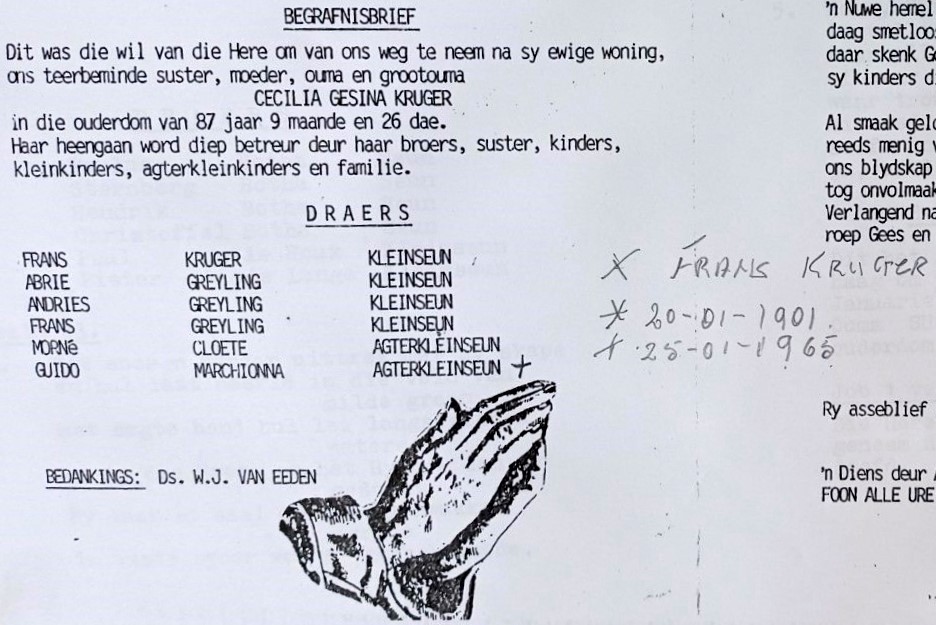 BEGRAFNISBRIEF
Dit was die wil van die Here om van ons weg te neem na sy ewige woning,
ons teerbeminde suster, moeder, ouma en grootouma
CECILIA GESINA KRUGER
in die ouderdom van 87 jaar 9 maande en 26 dae.
Haar heengaan word diep betreur deur haar broers, suster, kinders,
kleinkinders, agterkleinkinders en familie.
DRAERS
FRANS KRUGER KLEINSEUN
ABRIE GREYLING KLEINSEUN
ANDRIES GREYLING KLEINSEUN
FRANS GREYLING KLEINSEUN
MORNé CLOETE AGTERKLEINSEUN
GUIDO MARCHIONNA AGTERKLEINSEUN +
BEDANKINGS: Ds. W.J. VAN EEDEN
X FRANS KRUGER
* 20-01-1901
+ 25-01-1965
'n Nuwe hemel
daag
daar skenk
sy kinders
Al smaak
reeds menig
ons blydskap
tog
Verlangend
roep Gees en
Ry asseblief
'n Diens deur
FOON ALLE URE